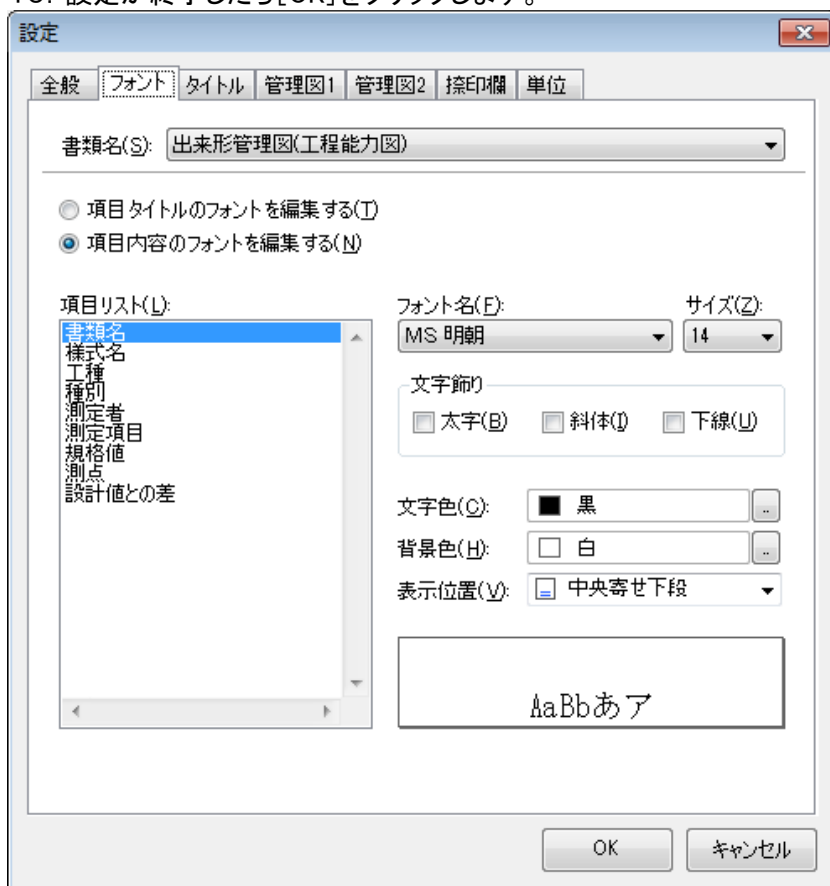 設定
全般 フォント タイトル 管理図1 管理図2 捺印欄 単位
書類名(S): 出来形管理図(工程能力図)
項目タイトルのフォントを編集する(T)
項目内容のフォントを編集する(N)
項目リスト(L): フォント名(F): サイズ(Z):
書類名
様式名
工種
種別
測定者
測定項目
規格値
測点
設計値との差
MS 明朝 14
文字飾り
太字(B) 斜体(I) 下線(U)
文字色(C): 黒 ..
背景色(H): 白 ..
表示位置(V): 中央寄せ下段
AaBbあア
OK キャンセル